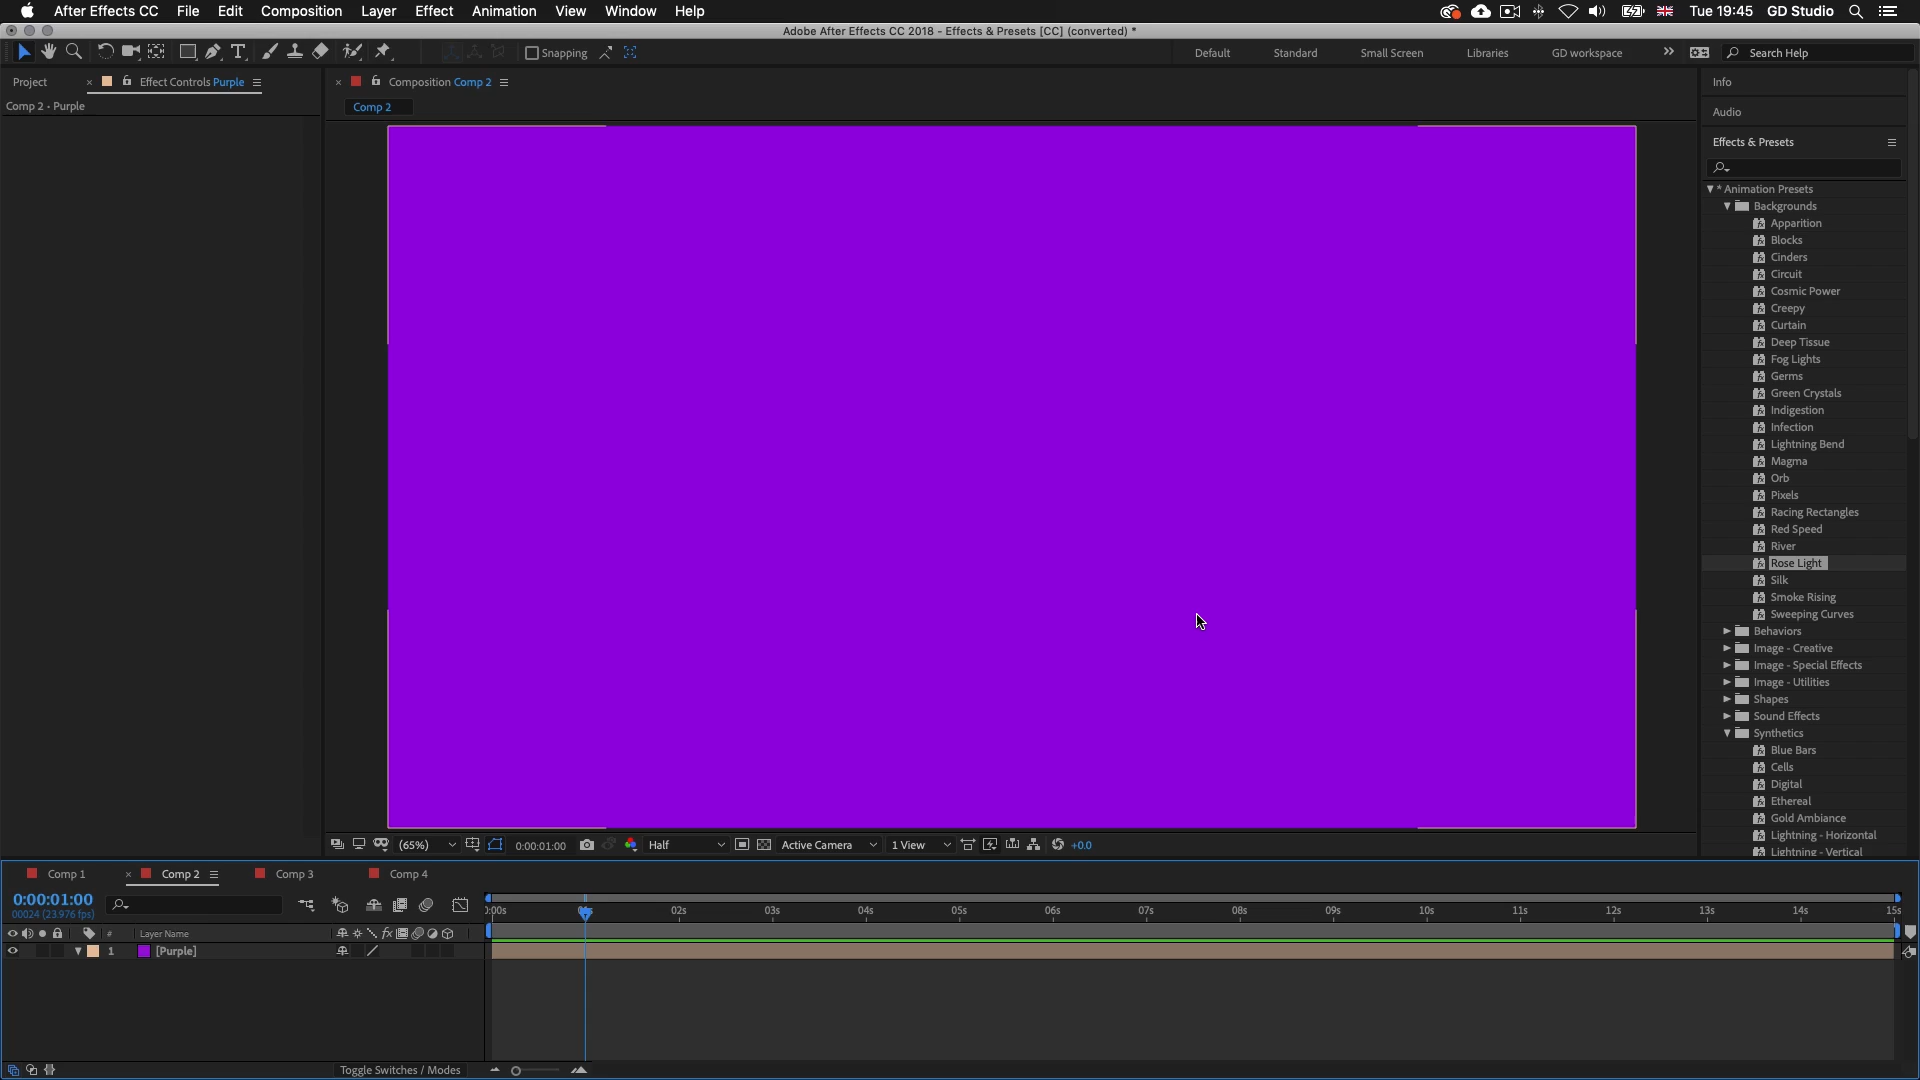 After Effects CC File Edit Composition Layer Effect Animation View Window Help Tue 19:45 GD Studio
Adobe After Effects CC 2018 - Effects & Presets [CC] (converted) *
Snapping Default Standard Small Screen Libraries GD workspace Search Help
Project Effect Controls Purple Composition Comp 2 Info
Comp 2 • Purple
Comp 2
Audio
Effects & Presets
* Animation Presets
Backgrounds
Apparition
Blocks
Cinders
Circuit
Cosmic Power
Creepy
Curtain
Deep Tissue
Fog Lights
Germs
Green Crystals
Indigestion
Infection
Lightning Bend
Magma
Orb
Pixels
Racing Rectangles
Red Speed
River
Rose Light
Silk
Smoke Rising
Sweeping Curves
Behaviors
Image - Creative
Image - Special Effects
Image - Utilities
Shapes
Sound Effects
Synthetics
Blue Bars
Cells
Digital
Ethereal
Gold Ambiance
Lightning - Horizontal
Lightning - Vertical
(65%) 0:00:01:00 Half Active Camera 1 View +0.0
Comp 1 Comp 2 Comp 3 Comp 4
0:00:01:00
00024 (23.976 fps)
0:00s 02s 03s 04s 05s 06s 07s 08s 09s 10s 11s 12s 13s 14s 15s
# Layer Name
1 [Purple]
Toggle Switches / Modes